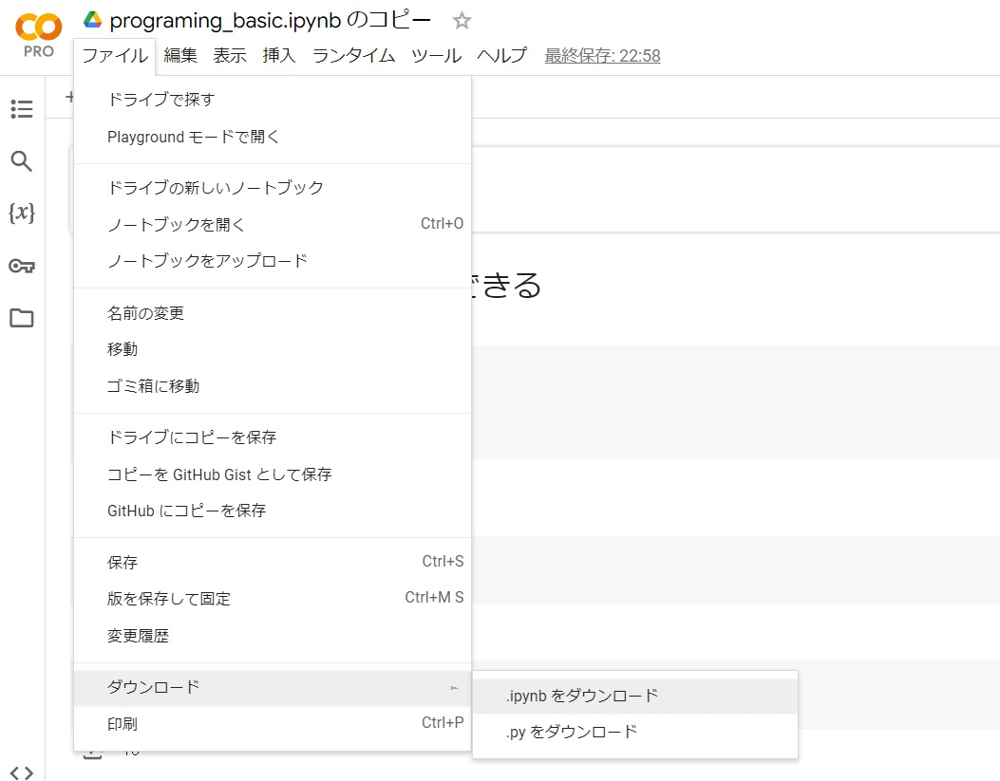 CO
PRO
programing_basic.ipynb のコピー
ファイル 編集 表示 挿入 ランタイム ツール ヘルプ 最終保存: 22:58
+
ドライブで探す
Playground モードで開く
{x}
ドライブの新しいノートブック
ノートブックを開く Ctrl+O
ノートブックをアップロード
できる
名前の変更
移動
ゴミ箱に移動
ドライブにコピーを保存
コピーを GitHub Gist として保存
GitHub にコピーを保存
保存 Ctrl+S
版を保存して固定 Ctrl+M S
変更履歴
ダウンロード ►
.ipynb をダウンロード
印刷 Ctrl+P
.py をダウンロード
<>